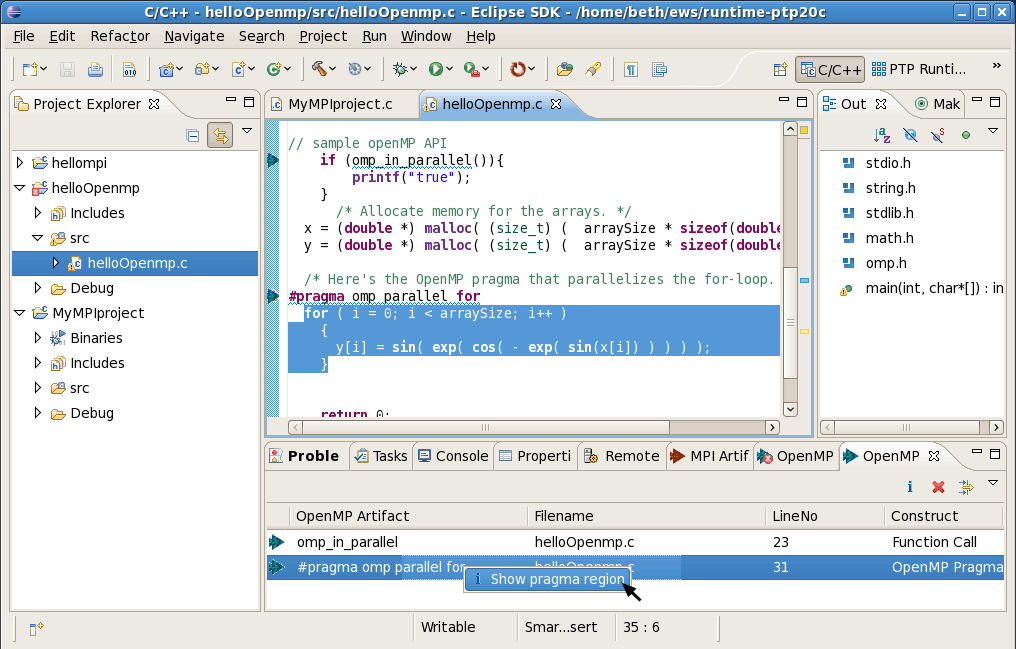 C/C++ - helloOpenmp/src/helloOpenmp.c - Eclipse SDK - /home/beth/ews/runtime-ptp20c
File Edit Refactor Navigate Search Project Run Window Help
010 C/C++ PTP Runti... »
Project Explorer
hellompi
helloOpenmp
Includes
src
helloOpenmp.c
Debug
MyMPIproject
Binaries
Includes
src
Debug
MyMPIproject.c helloOpenmp.c
// sample openMP API
if (omp_in_parallel()){
printf("true");
}
/* Allocate memory for the arrays. */
x = (double *) malloc( (size_t) ( arraySize * sizeof(double
y = (double *) malloc( (size_t) ( arraySize * sizeof(double
/* Here's the OpenMP pragma that parallelizes the for-loop.
#pragma omp parallel for
for ( i = 0; i < arraySize; i++ )
{
y[i] = sin( exp( cos( - exp( sin(x[i]) ) ) ) );
}
return 0;
Out Mak
stdio.h
string.h
stdlib.h
math.h
omp.h
main(int, char*[]) : in
Proble Tasks Console Properti Remote MPI Artif OpenMP OpenMP
OpenMP Artifact Filename LineNo Construct
omp_in_parallel helloOpenmp.c 23 Function Call
#pragma omp parallel for helloOpenmp.c 31 OpenMP Pragma
Show pragma region
Writable Smar...sert 35 : 6